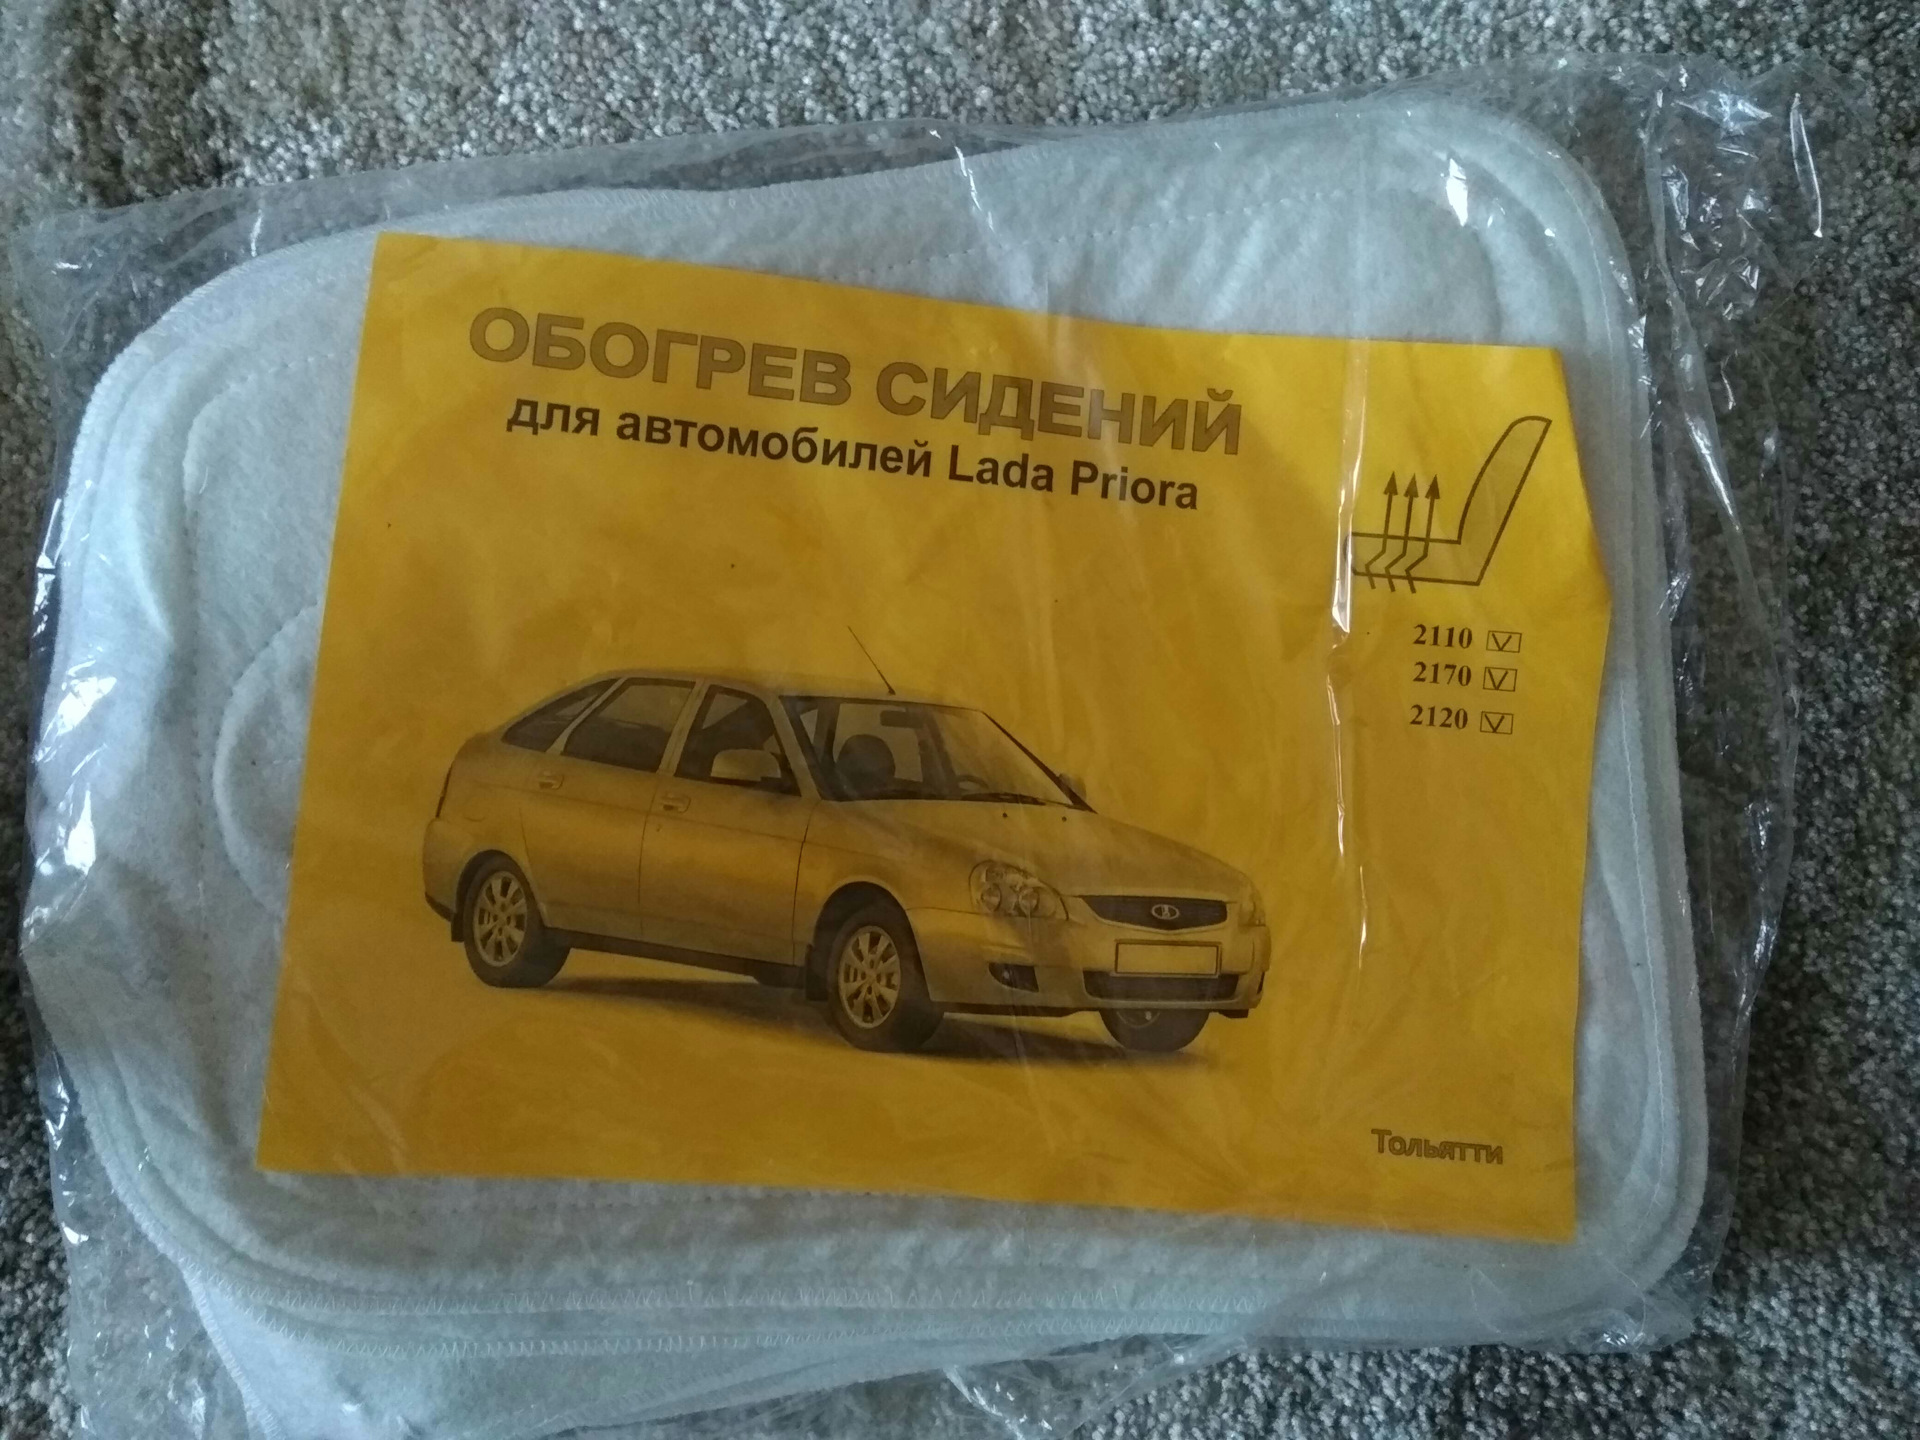 ОБОГРЕВ СИДЕНИЙ
для автомобилей Lada Priora
2110
2170
2120
Тольятти